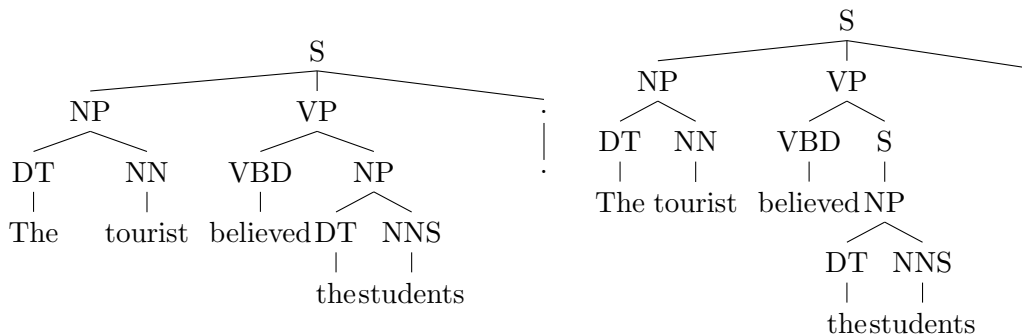 S
NP VP .
DT NN VBD NP .
The tourist believed DT NNS
the students
S
NP VP
DT NN VBD S
The tourist believed NP
DT NNS
the students